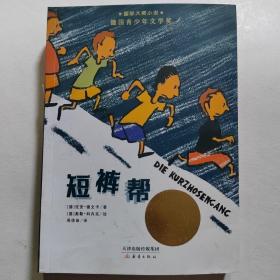 国际大奖小说
德国青少年文学奖
DIE KURZHOSENGANG
短裤帮
天津出版传媒集团
新蕾出版社